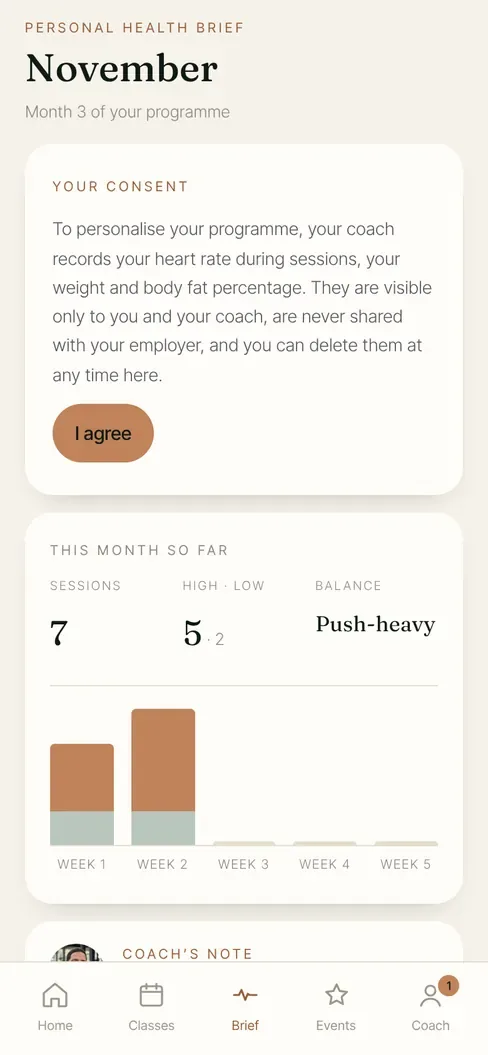 PERSONAL HEALTH BRIEF
November
Month 3 of your programme
YOUR CONSENT
To personalise your programme, your coach
records your heart rate during sessions, your
weight and body fat percentage. They are visible
only to you and your coach, are never shared
with your employer, and you can delete them at
any time here.
I agree
THIS MONTH SO FAR
SESSIONS HIGH · LOW BALANCE
7 5 · 2 Push-heavy
WEEK 1 WEEK 2 WEEK 3 WEEK 4 WEEK 5
COACH'S NOTE
1
Home Classes Brief Events Coach